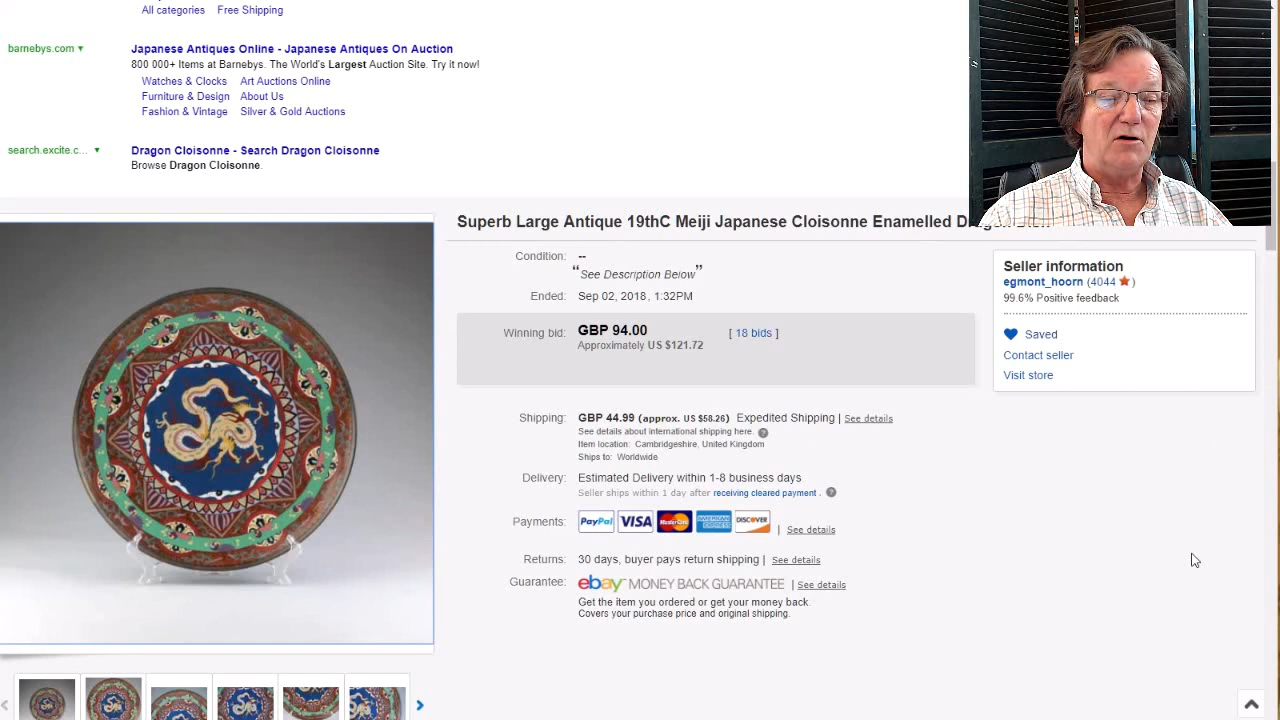 All categories Free Shipping
barnebys.com ▾ Japanese Antiques Online - Japanese Antiques On Auction
800 000+ Items at Barnebys. The World's Largest Auction Site. Try it now!
Watches & Clocks Art Auctions Online
Furniture & Design About Us
Fashion & Vintage Silver & Gold Auctions
search.excite.c... ▾ Dragon Cloisonne - Search Dragon Cloisonne
Browse Dragon Cloisonne.
Superb Large Antique 19thC Meiji Japanese Cloisonne Enamelled
Condition: --
“See Description Below”
Ended: Sep 02, 2018 , 1:32PM
Winning bid: GBP 94.00 [ 18 bids ]
Approximately US $121.72
Shipping: GBP 44.99 (approx. US $58.26) Expedited Shipping | See details
See details about international shipping here. ?
Item location: Cambridgeshire, United Kingdom
Ships to: Worldwide
Delivery: Estimated Delivery within 1-8 business days
Seller ships within 1 day after receiving cleared payment . ?
Payments: PayPal VISA MasterCard AMERICAN EXPRESS DISCOVER | See details
Returns: 30 days, buyer pays return shipping | See details
Guarantee: ebay MONEY BACK GUARANTEE | See details
Get the item you ordered or get your money back.
Covers your purchase price and original shipping.
Seller information
egmont_hoorn (4044 ★ )
99.6% Positive feedback
Saved
Contact seller
Visit store